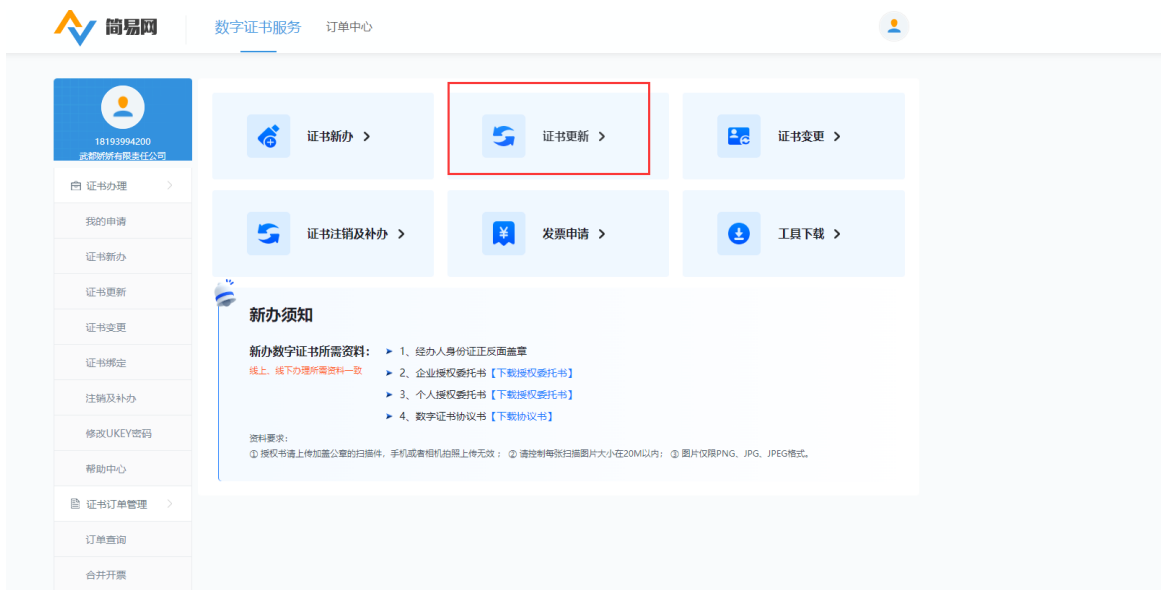 简易网
数字证书服务
订单中心
18193994200
武都娇娇有限责任公司
证书办理
我的申请
证书新办
证书更新
证书变更
证书绑定
注销及补办
修改UKEY密码
帮助中心
证书订单管理
订单查询
合并开票
证书新办
证书更新
证书变更
证书注销及补办
发票申请
工具下载
新办须知
新办数字证书所需资料：
线上、线下办理所需资料一致
➤ 1、经办人身份证正反面盖章
➤ 2、企业授权委托书【下载授权委托书】
➤ 3、个人授权委托书【下载授权委托书】
➤ 4、数字证书协议书【下载协议书】
资料要求：
① 授权书请上传加盖公章的扫描件，手机或者相机拍照上传无效； ② 请控制每张扫描图片大小在20M以内； ③ 图片仅限PNG、JPG、JPEG格式。